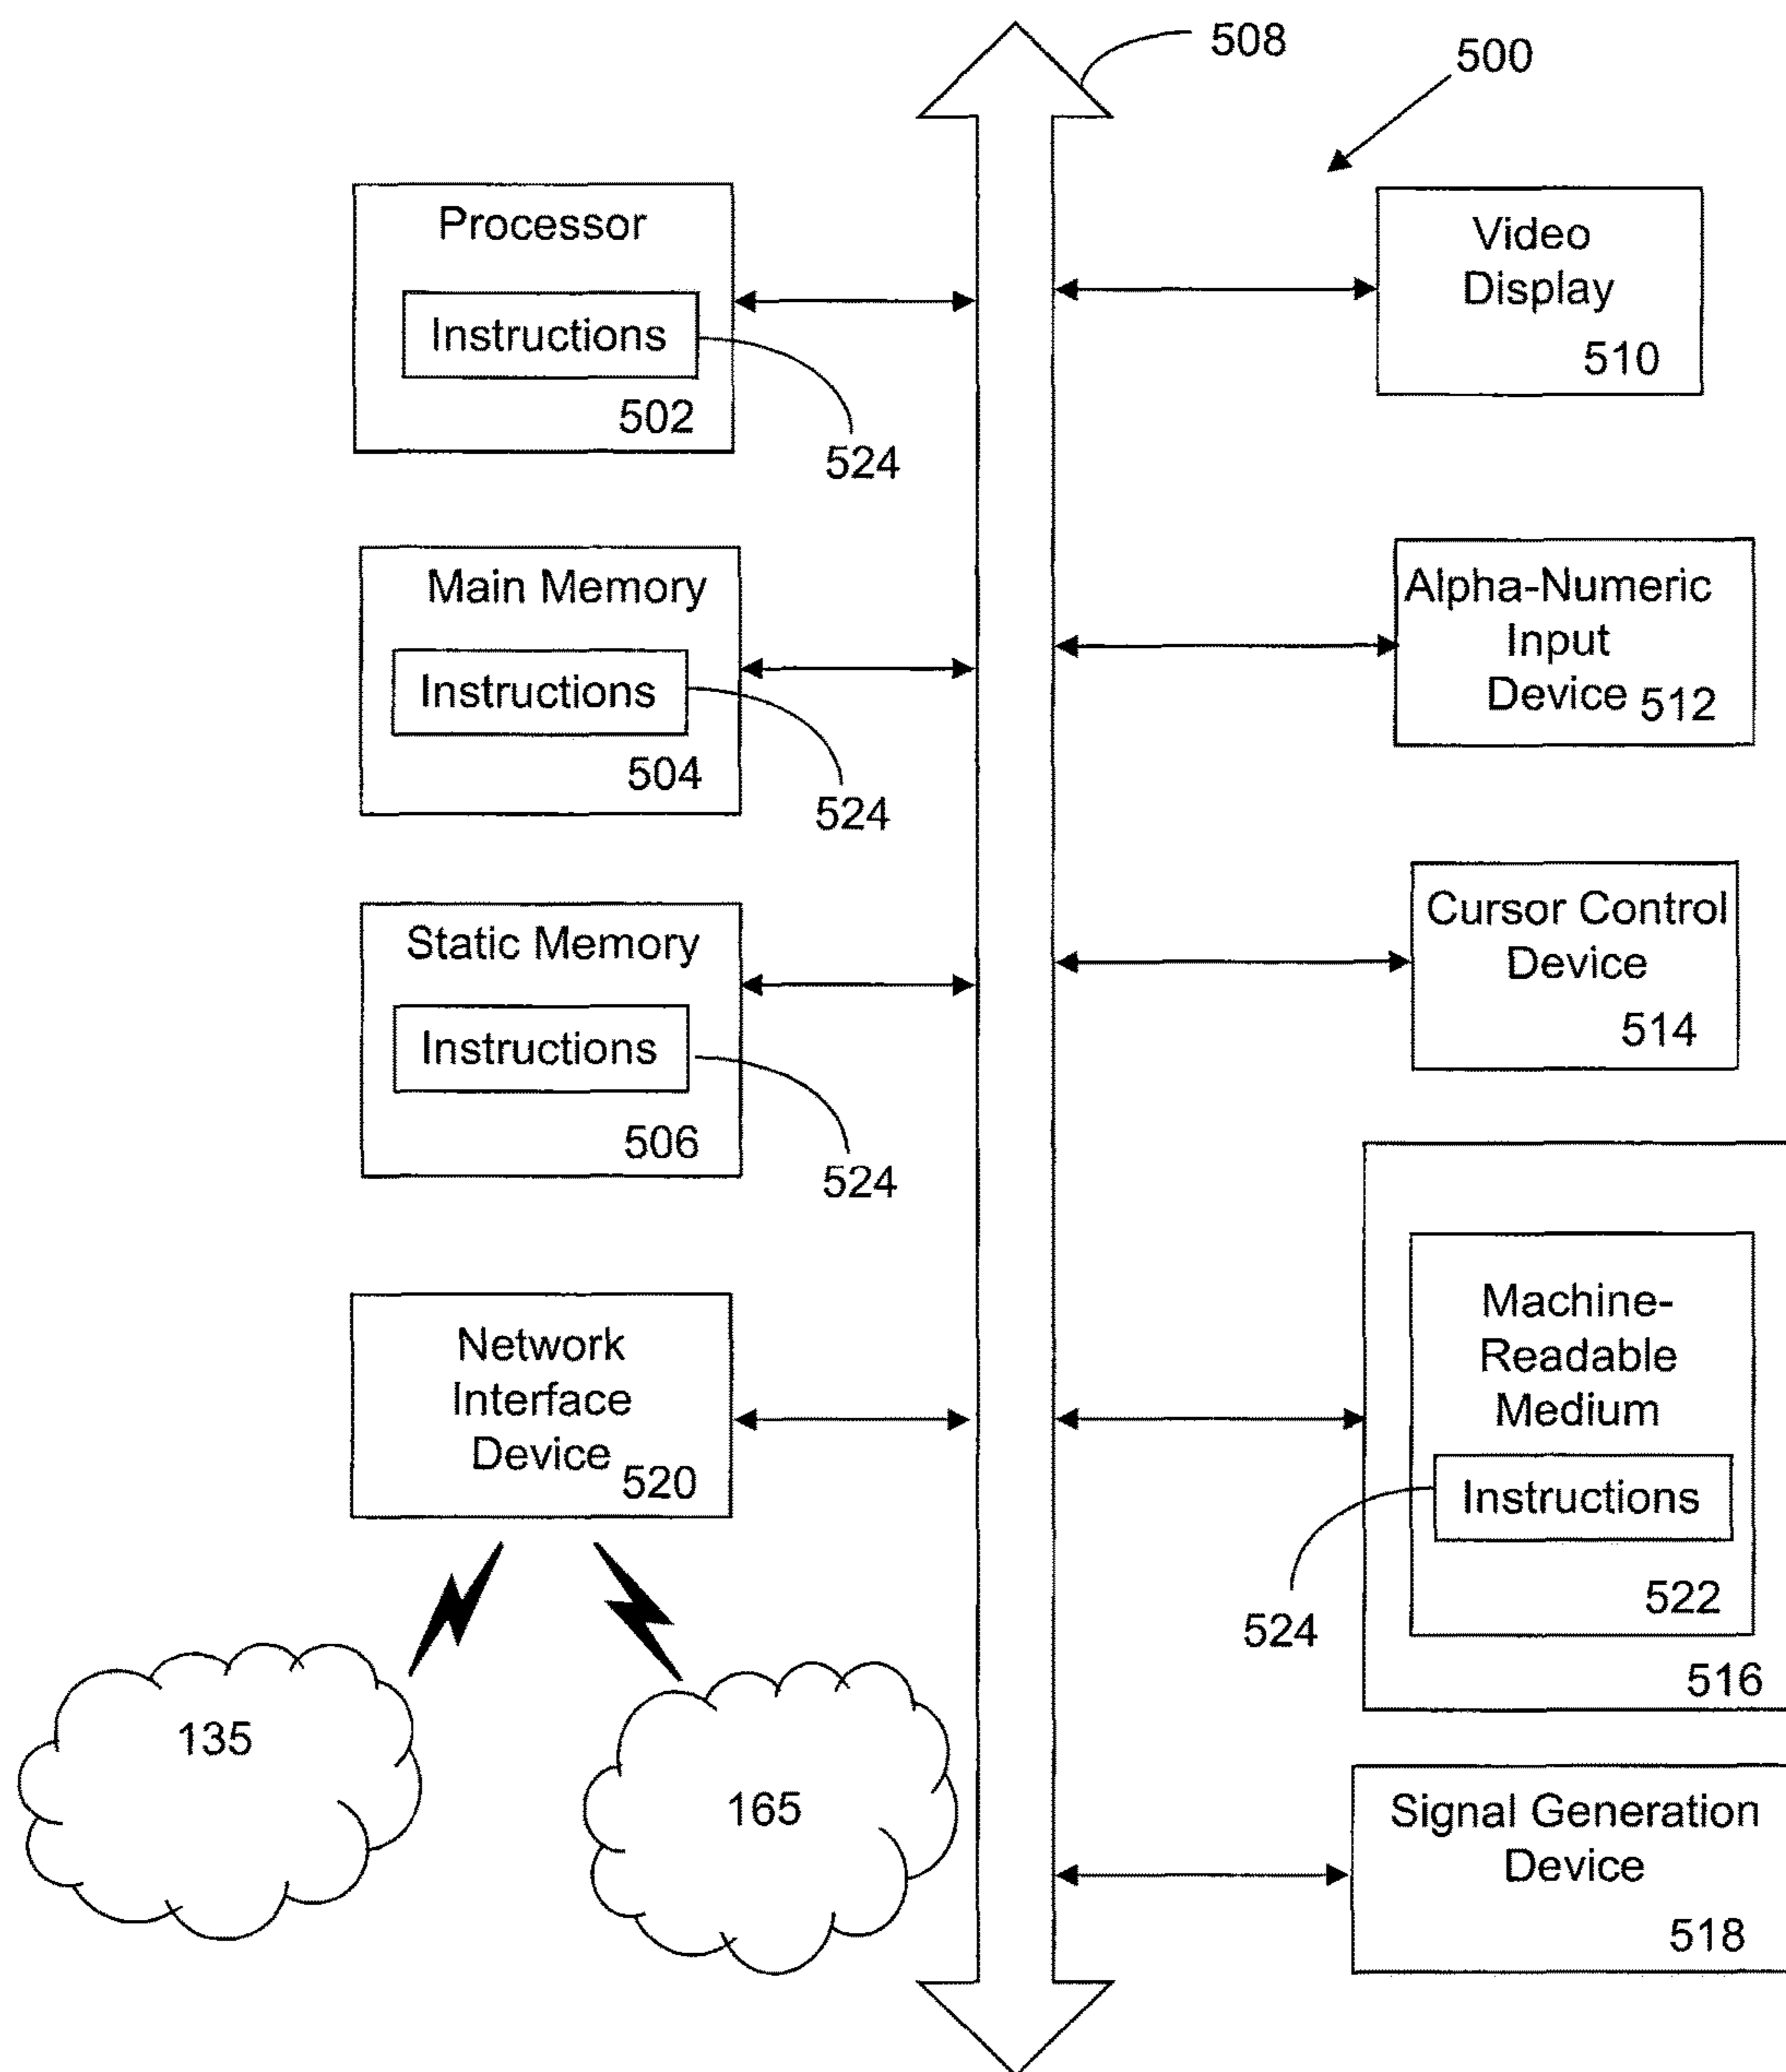 508
500
Processor
Instructions
502
524
Video
Display
510
Main Memory
Instructions
504
524
Alpha-Numeric
Input
Device 512
Static Memory
Instructions
506
524
Cursor Control
Device
514
Network
Interface
Device 520
Machine-
Readable
Medium
Instructions
522
524
516
135
165
Signal Generation
Device
518